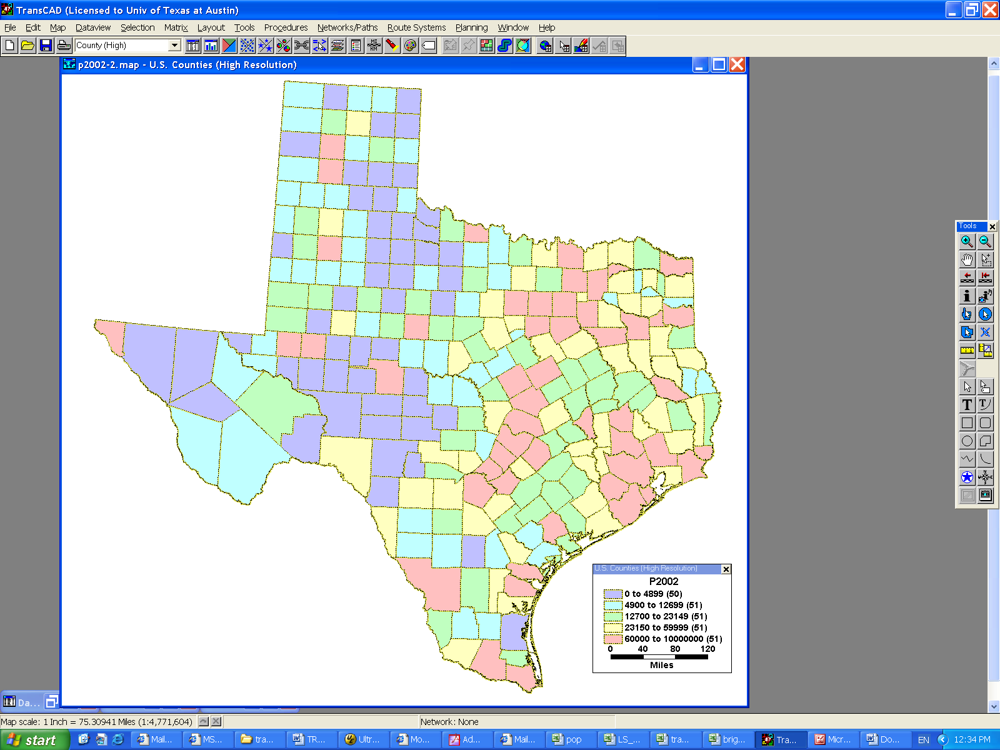 TransCAD (Licensed to Univ of Texas at Austin)
File Edit Map Dataview Selection Matrix Layout Tools Procedures Networks/Paths Route Systems Planning Window Help
County (High)
MI
KM
p2002-2.map - U.S. Counties (High Resolution)
Tools
T T
U.S. Counties (High Resolution)
P2002
0 to 4899 (50)
4900 to 12699 (51)
12700 to 23149 (51)
23150 to 59999 (51)
60000 to 10000000 (51)
0 40 80 120
Miles
Da...
Map scale: 1 Inch = 75.30941 Miles (1:4,771,604)
Network: None
start
Mail...
MS...
tra...
TR...
Ultr...
Mo...
Ad...
Mail...
pop
LS_...
tra...
brig...
Tra...
Micr...
Do...
EN
12:34 PM